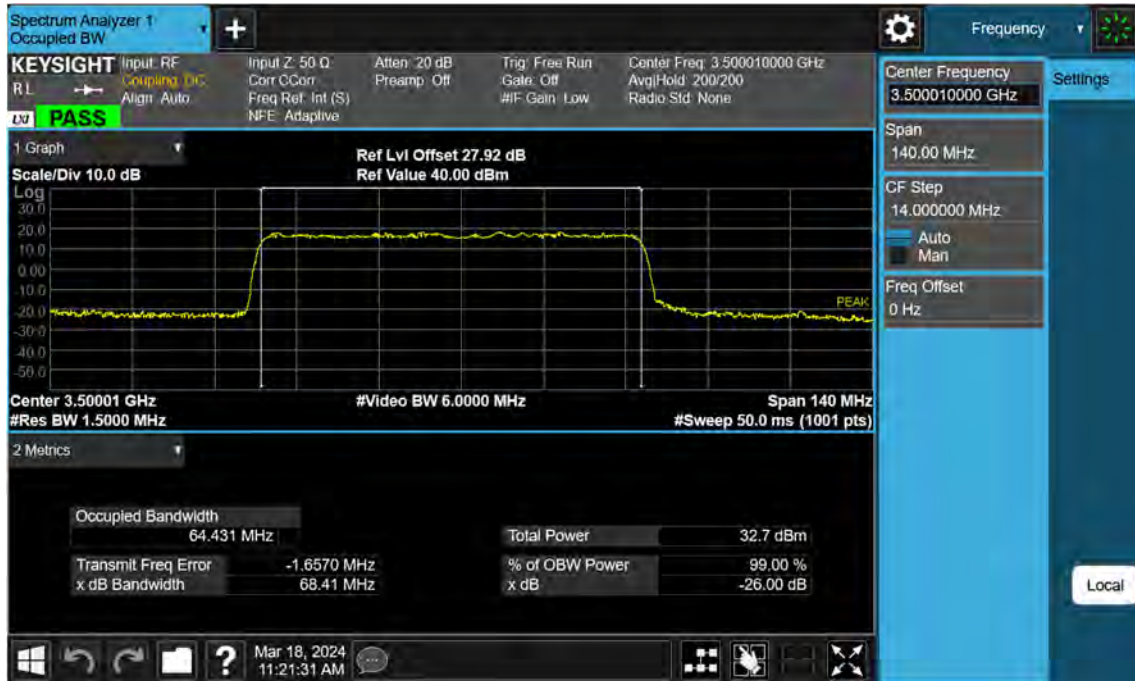 Spectrum Analyzer 1
Occupied BW
+
Frequency
KEYSIGHT Input: RF Input Z: 50 Ω Atten: 20 dB Trig: Free Run Center Freq: 3.500010000 GHz
RL Coupling: DC Corr CCorr Preamp: Off Gate: Off Avg|Hold: 200/200
Align: Auto Freq Ref: Int (S) #IF Gain: Low Radio Std: None
LXI PASS NFE: Adaptive
Center Frequency
3.500010000 GHz
Settings
Span
140.00 MHz
CF Step
14.000000 MHz
Auto
Man
Freq Offset
0 Hz
Local
1 Graph
Ref Lvl Offset 27.92 dB
Scale/Div 10.0 dB Ref Value 40.00 dBm
Log
30.0
20.0
10.0
0.00
-10.0
-20.0
-30.0
-40.0
-50.0
PEAK
Center 3.50001 GHz #Video BW 6.0000 MHz Span 140 MHz
#Res BW 1.5000 MHz #Sweep 50.0 ms (1001 pts)
2 Metrics
Occupied Bandwidth
64.431 MHz Total Power 32.7 dBm
Transmit Freq Error -1.6570 MHz % of OBW Power 99.00 %
x dB Bandwidth 68.41 MHz x dB -26.00 dB
? Mar 18, 2024
11:21:31 AM